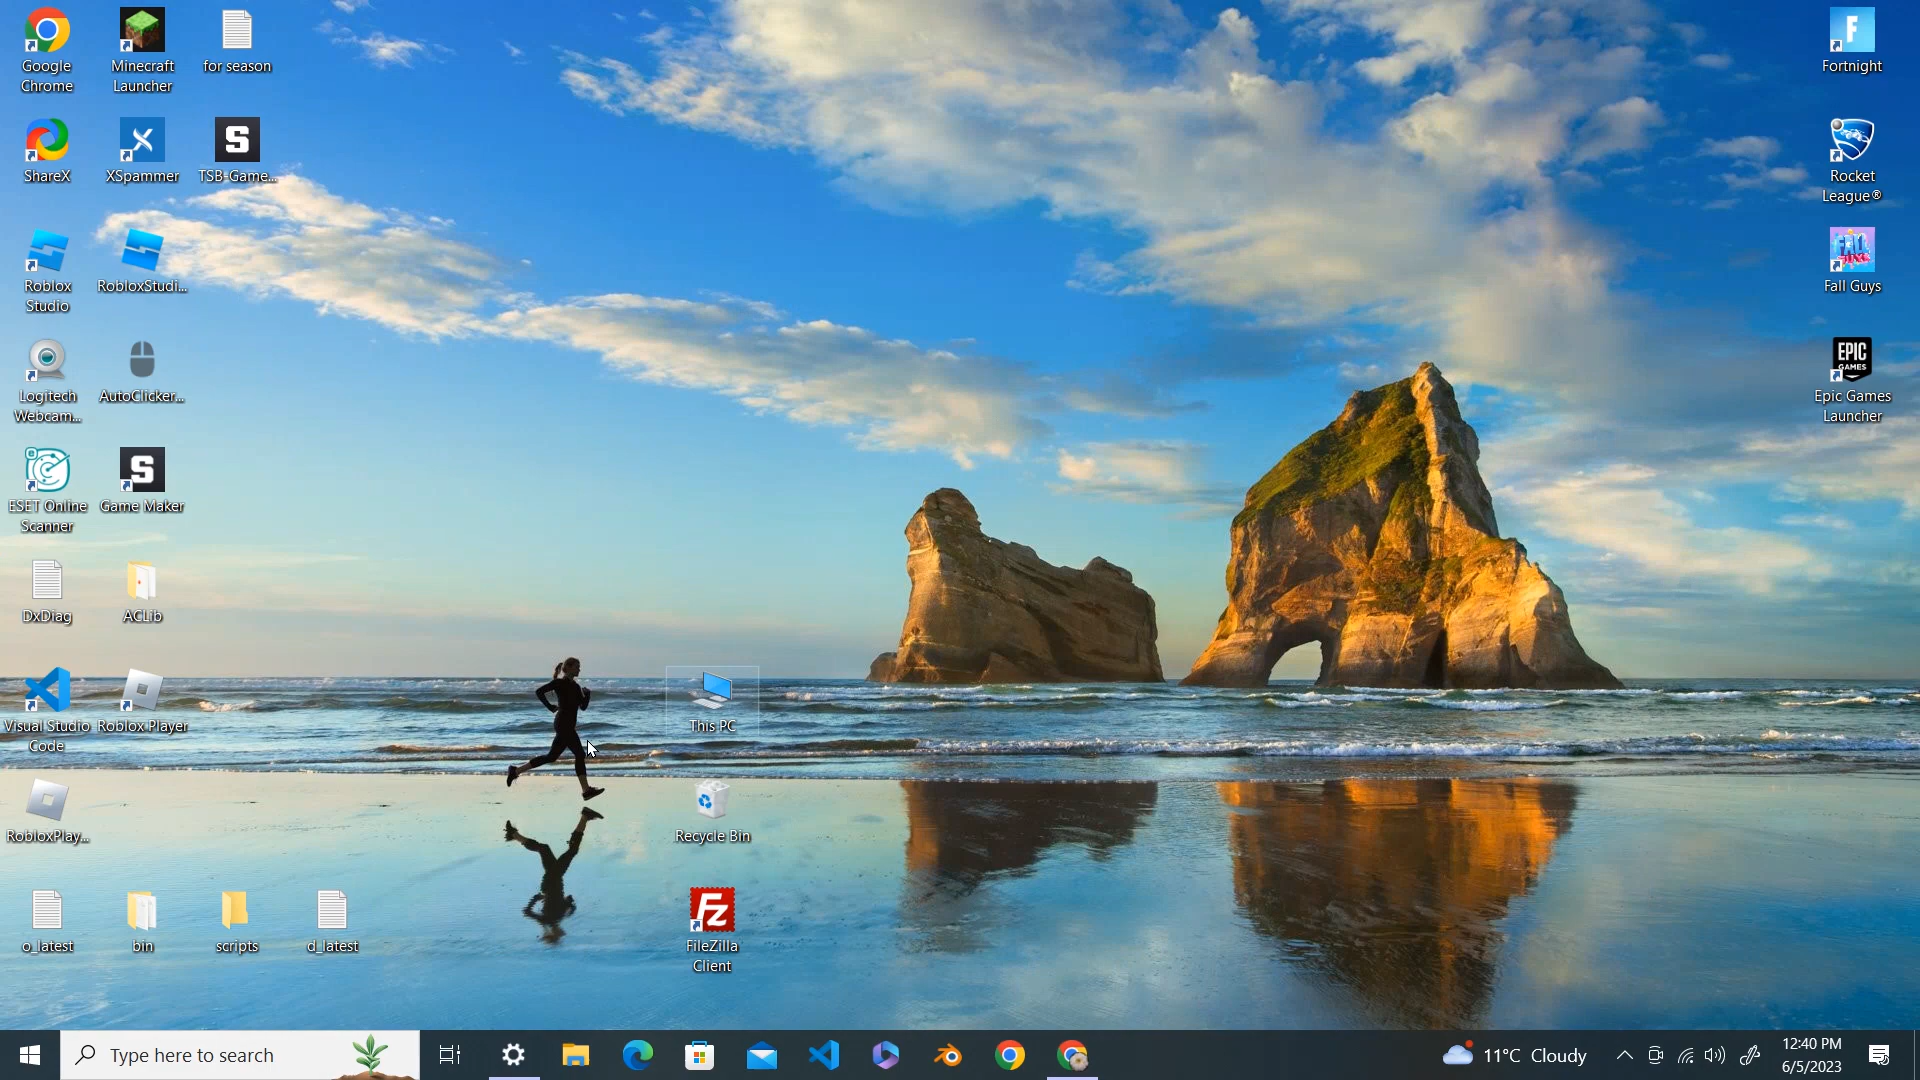 Google
Chrome
Minecraft
Launcher
for season
ShareX
XSpammer
S
TSB-Game...
Roblox
Studio
RobloxStudi...
Logitech
Webcam...
AutoClicker...
ESET Online
Scanner
S
Game Maker
DxDiag
ACLib
Visual Studio
Code
Roblox Player
RobloxPlay...
o_latest
bin
scripts
d_latest
This PC
Recycle Bin
Fz
FileZilla
Client
F
Fortnight
Rocket
League®
FALL
GUYS
Fall Guys
EPIC
GAMES
Epic Games
Launcher
Type here to search
11°C Cloudy
12:40 PM
6/5/2023